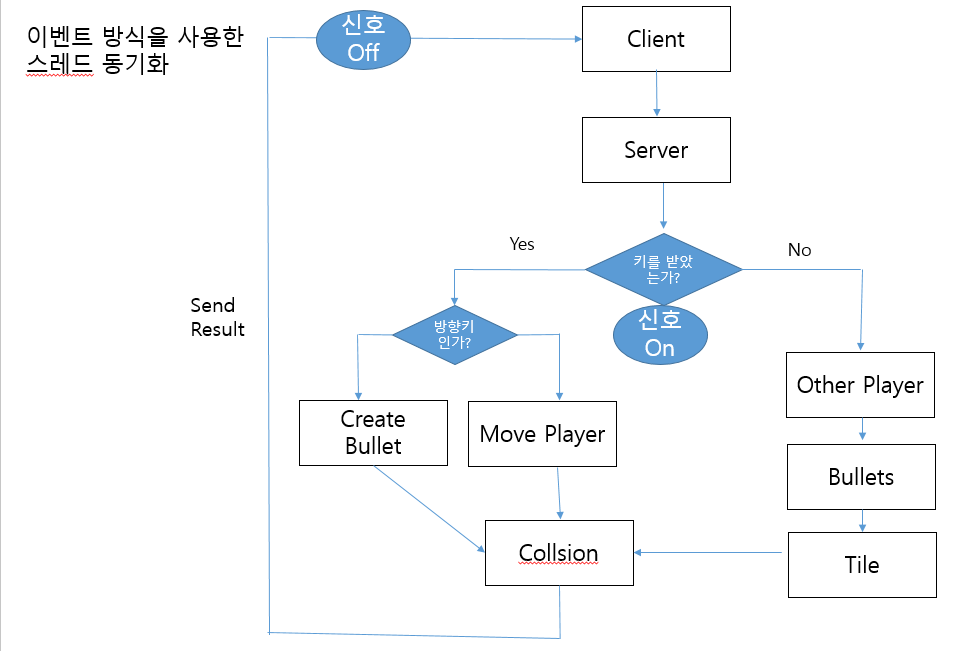 이벤트 방식을 사용한
스레드 동기화
신호
Off
Client
Server
Yes
키를 받았
는가?
No
신호
On
방향키
인가?
Send
Result
Other Player
Create
Bullet
Move Player
Bullets
Collsion
Tile